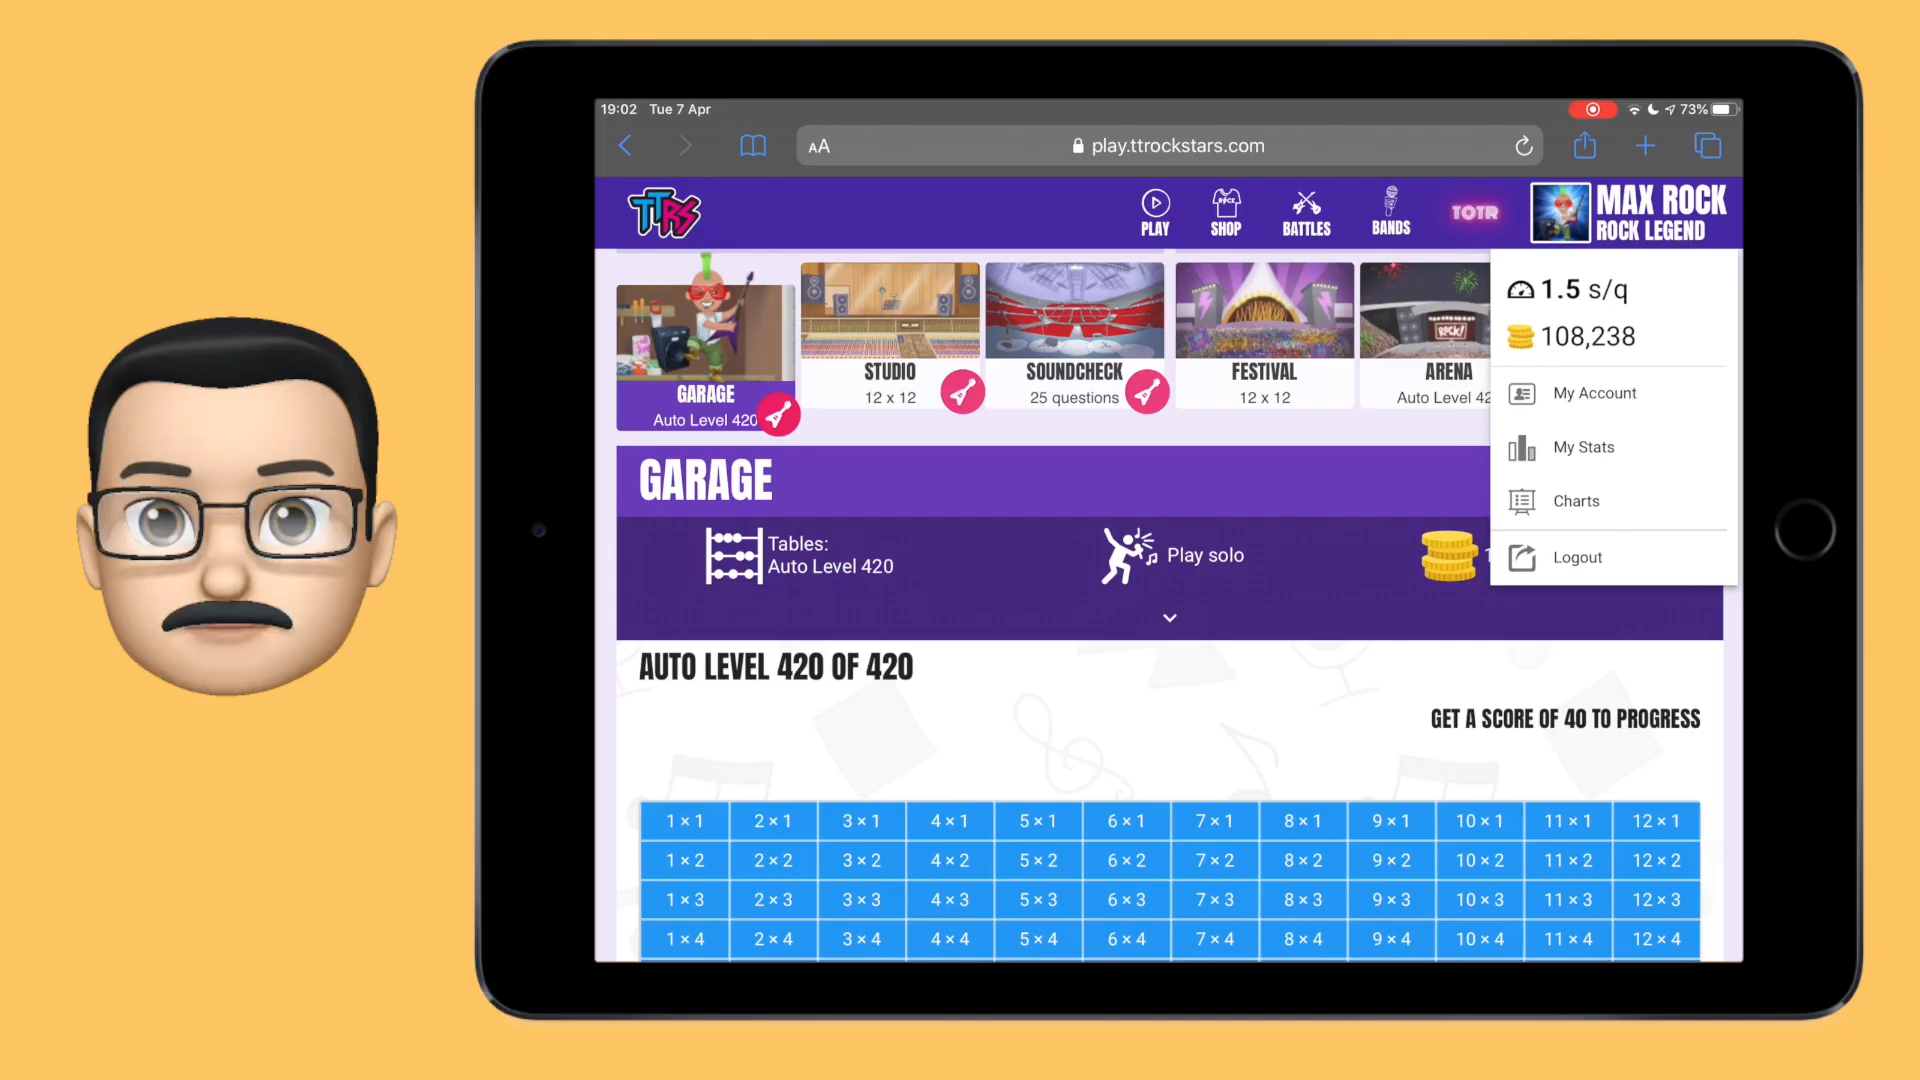 19:02 Tue 7 Apr
73%
AA
play.ttrockstars.com
TTRS
PLAY
SHOP
BATTLES
BANDS
TOTR
MAX ROCK
ROCK LEGEND
1.5 s/q
108,238
My Account
My Stats
Charts
Logout
ROCK!
GARAGE
Auto Level 420
STUDIO
12 x 12
SOUNDCHECK
25 questions
FESTIVAL
12 x 12
ARENA
Auto Level 42
GARAGE
Tables:
Auto Level 420
Play solo
1
AUTO LEVEL 420 OF 420
GET A SCORE OF 40 TO PROGRESS
1 × 1 2 × 1 3 × 1 4 × 1 5 × 1 6 × 1 7 × 1 8 × 1 9 × 1 10 × 1 11 × 1 12 × 1
1 × 2 2 × 2 3 × 2 4 × 2 5 × 2 6 × 2 7 × 2 8 × 2 9 × 2 10 × 2 11 × 2 12 × 2
1 × 3 2 × 3 3 × 3 4 × 3 5 × 3 6 × 3 7 × 3 8 × 3 9 × 3 10 × 3 11 × 3 12 × 3
1 × 4 2 × 4 3 × 4 4 × 4 5 × 4 6 × 4 7 × 4 8 × 4 9 × 4 10 × 4 11 × 4 12 × 4